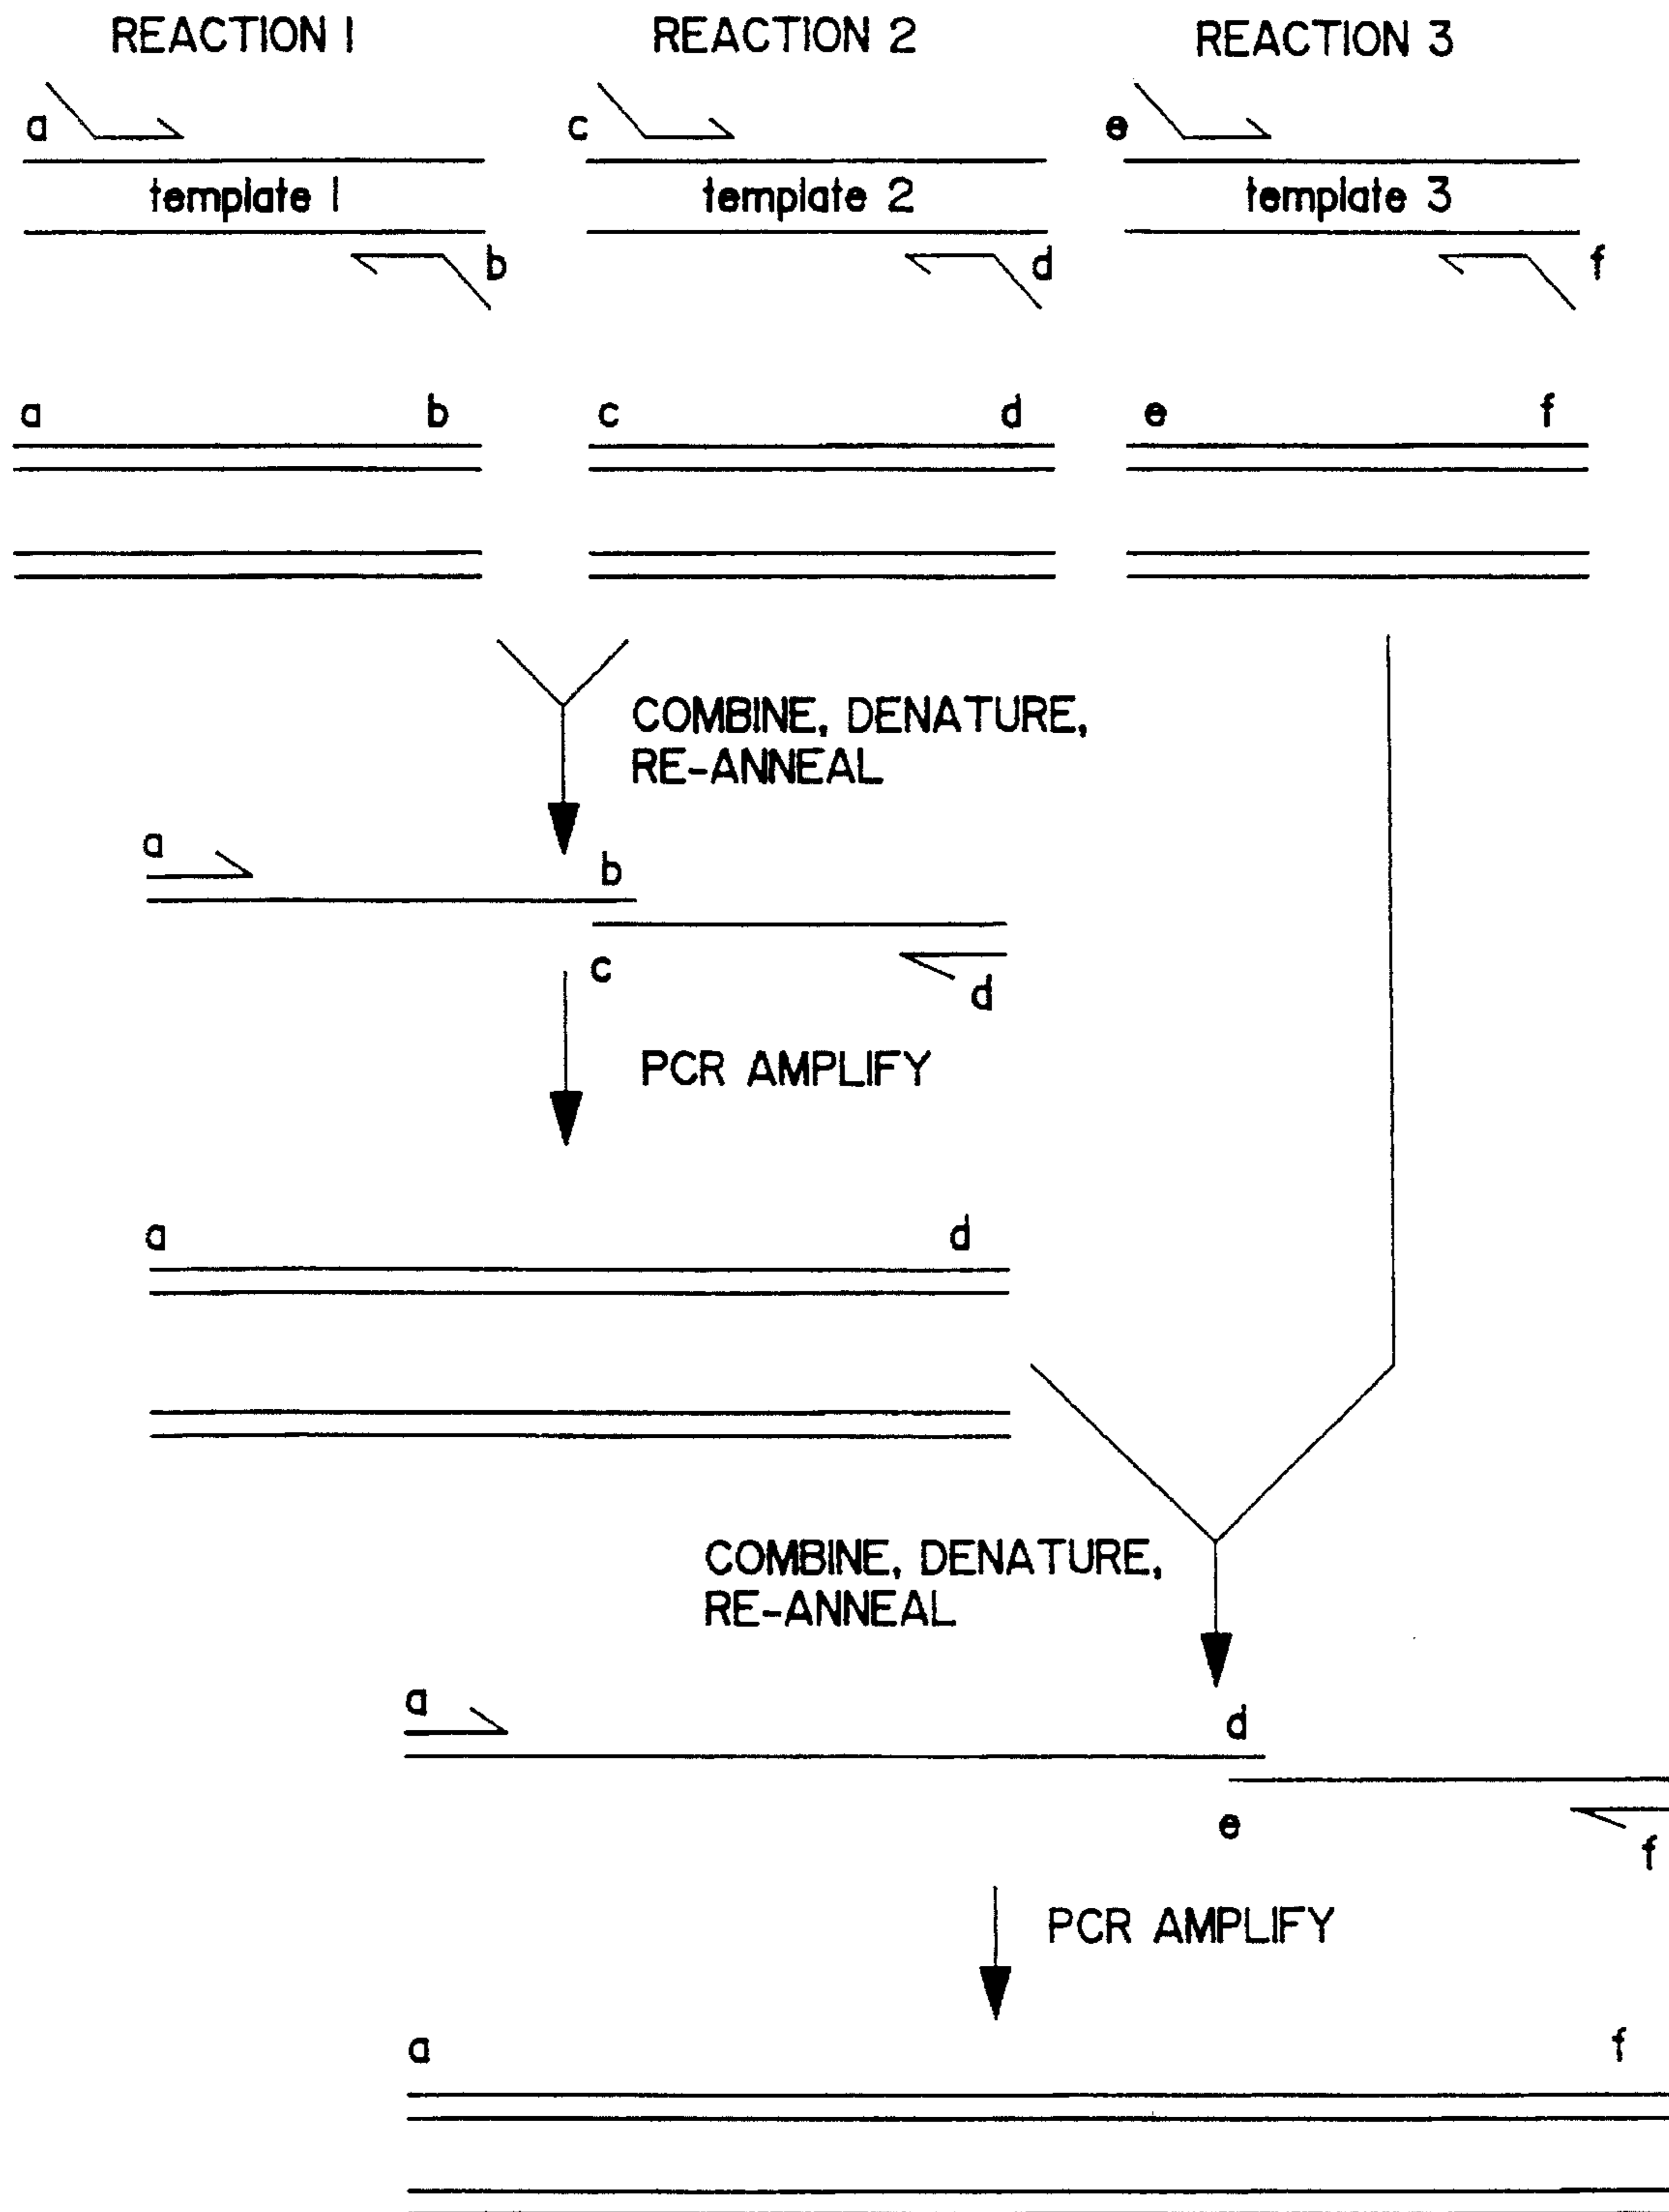 REACTION 1
REACTION 2
REACTION 3
a
c
e
template 1
template 2
template 3
b
d
f
a
b
c
d
e
f
COMBINE, DENATURE,
RE-ANNEAL
a
b
c
d
PCR AMPLIFY
a
d
COMBINE, DENATURE,
RE-ANNEAL
a
d
e
f
PCR AMPLIFY
a
f